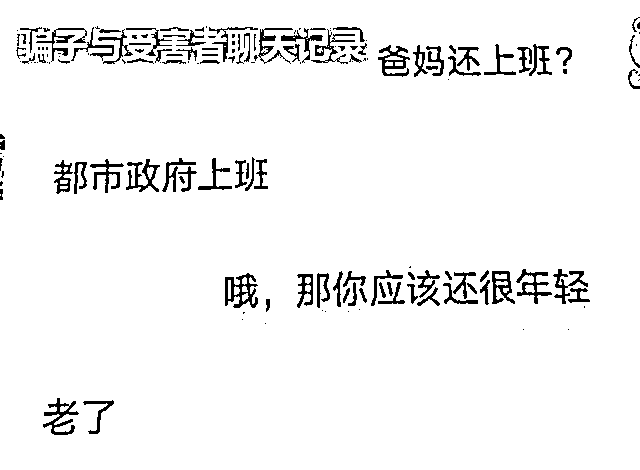 骗子与受害者聊天记录
爸妈还上班?
都市政府上班
哦，那你应该还很年轻
老了